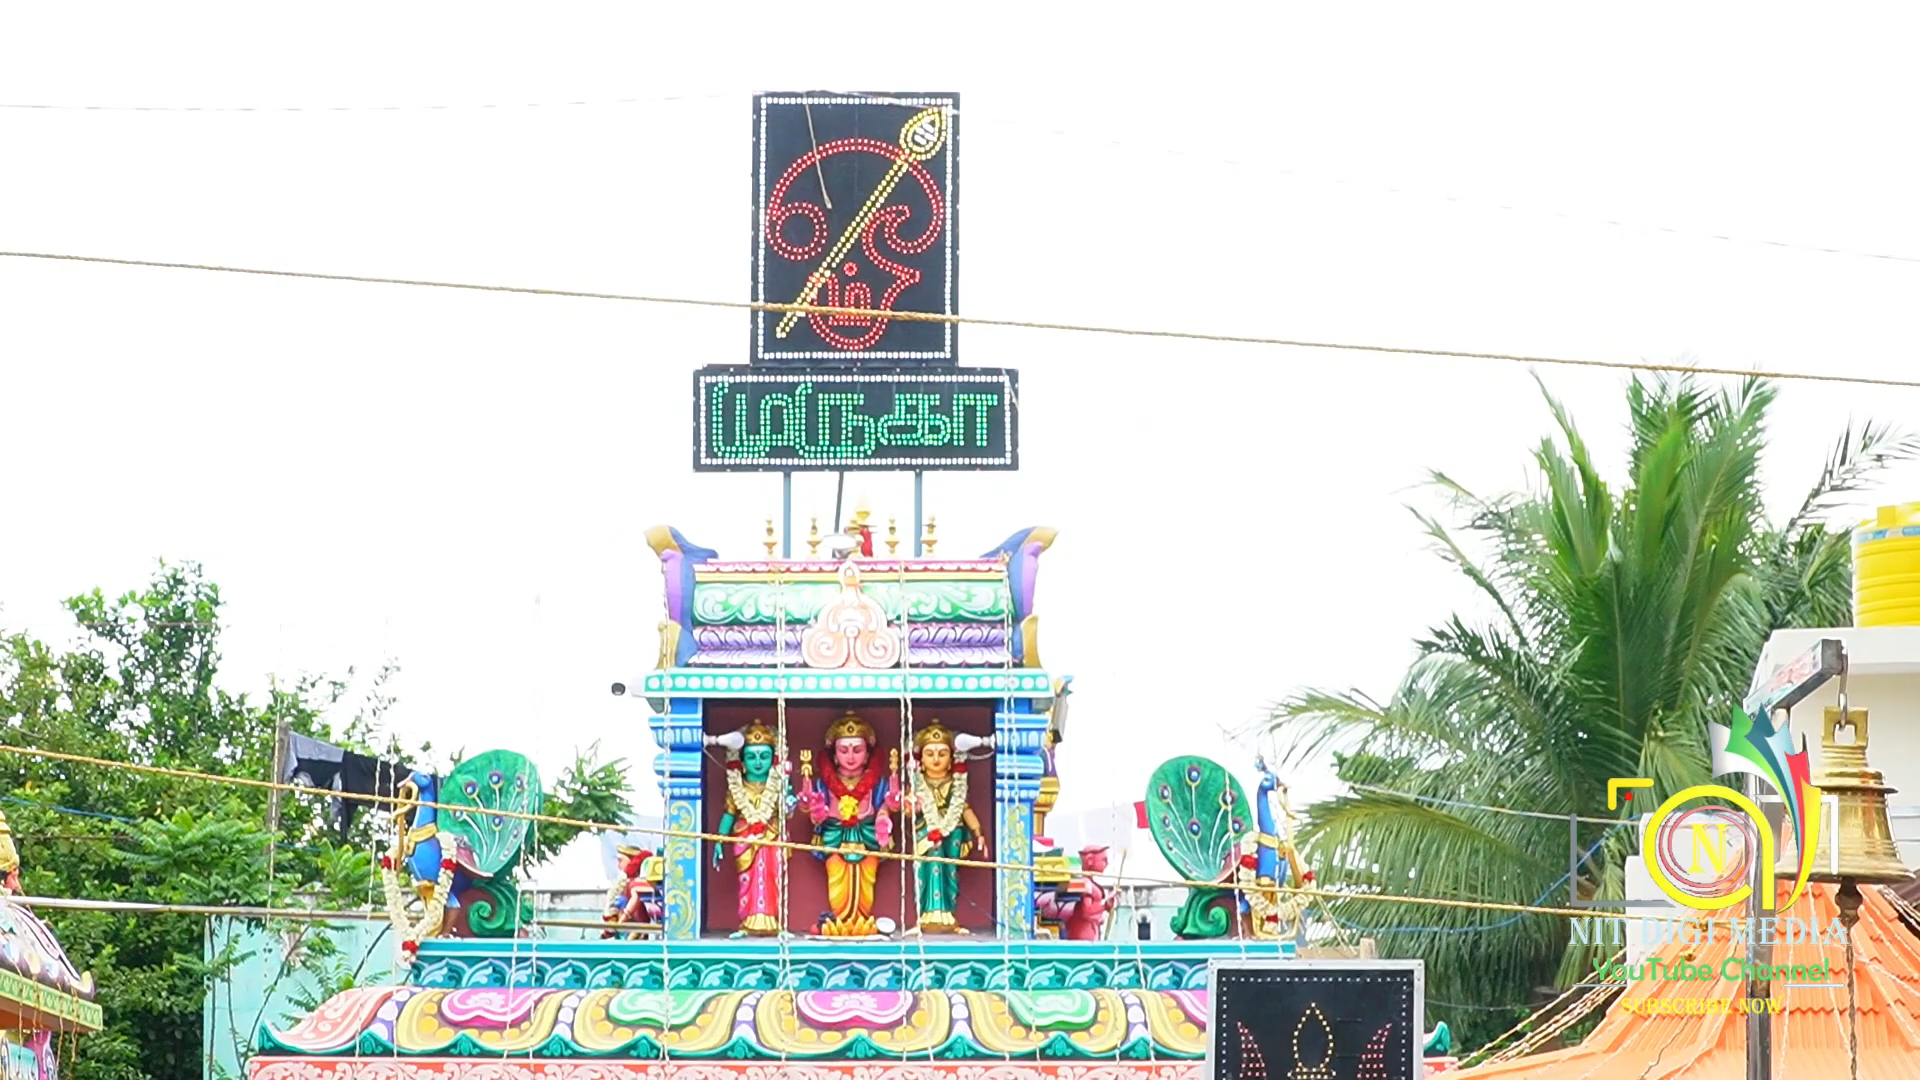 ஓம்
முருகா
N
NIT DIGI MEDIA
YouTube Channel
SUBSCRIBE NOW